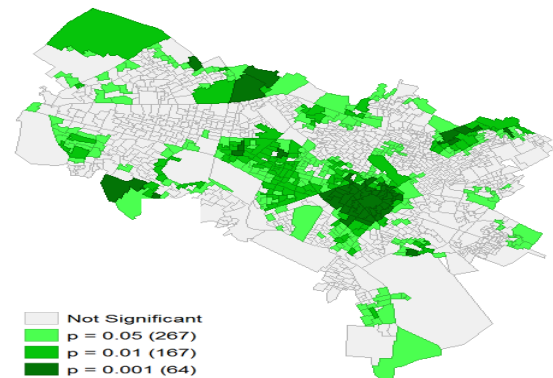 Not Significant
p = 0.05 (267)
p = 0.01 (167)
p = 0.001 (64)